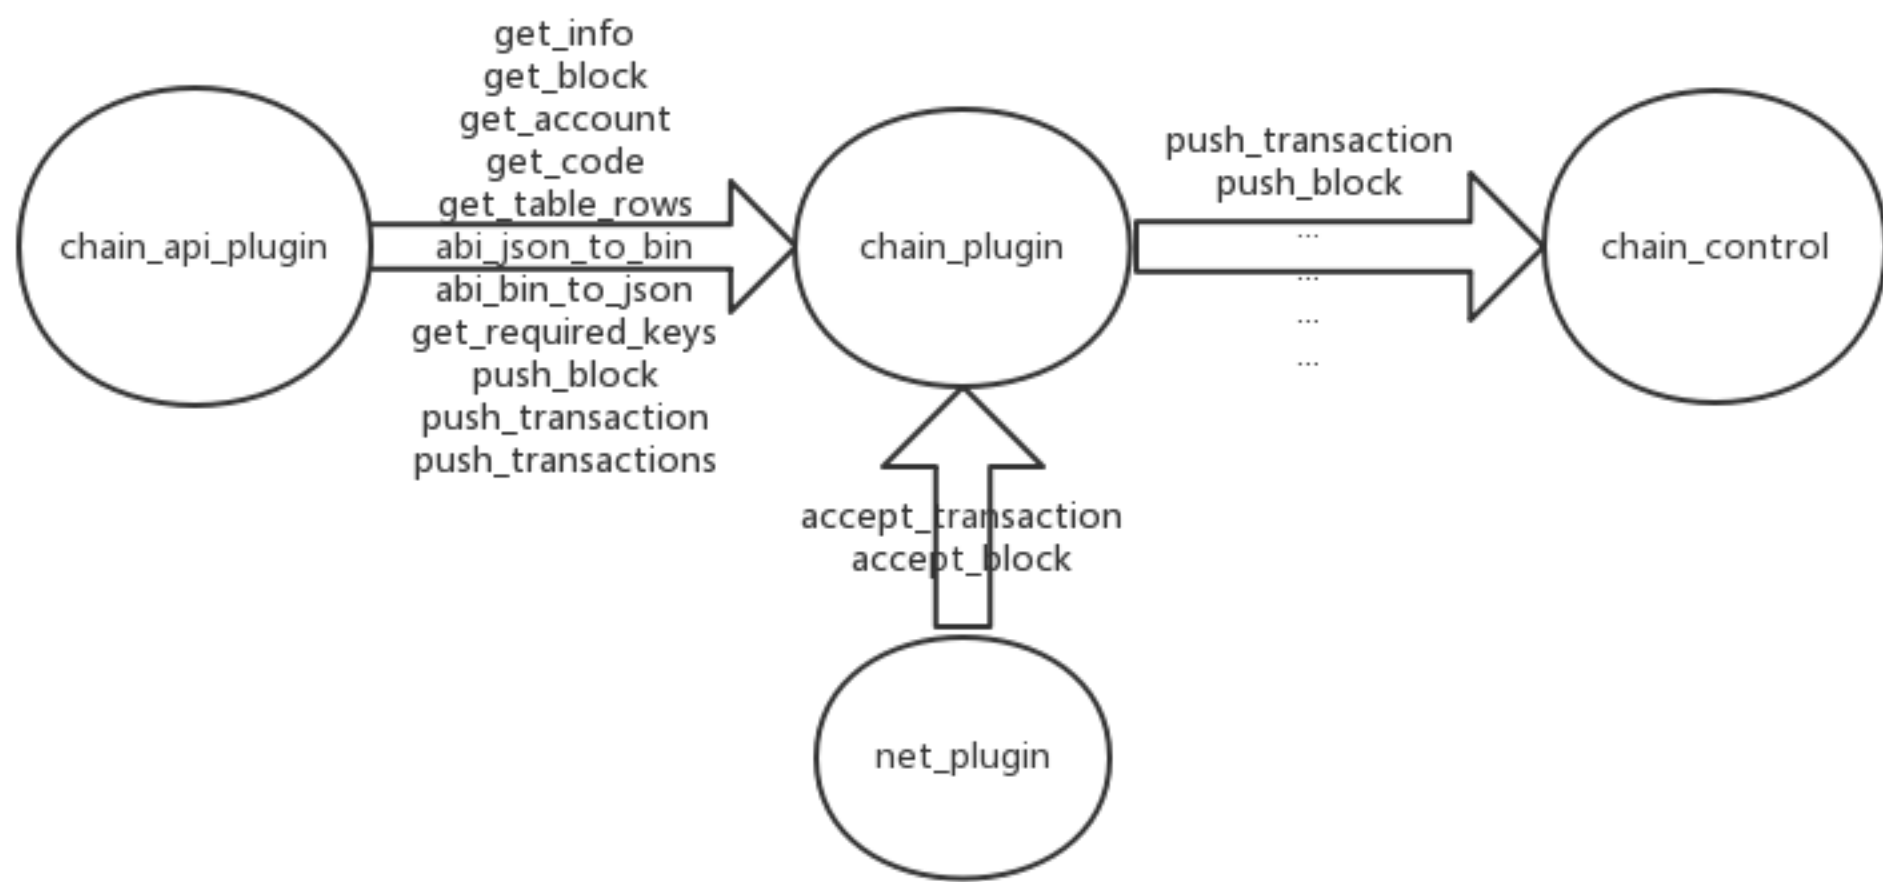 get_info
get_block
get_account
get_code
get_table_rows
abi_json_to_bin
abi_bin_to_json
get_required_keys
push_block
push_transaction
push_transactions
chain_api_plugin
chain_plugin
push_transaction
push_block
...
...
...
...
chain_control
accept_transaction
accept_block
net_plugin